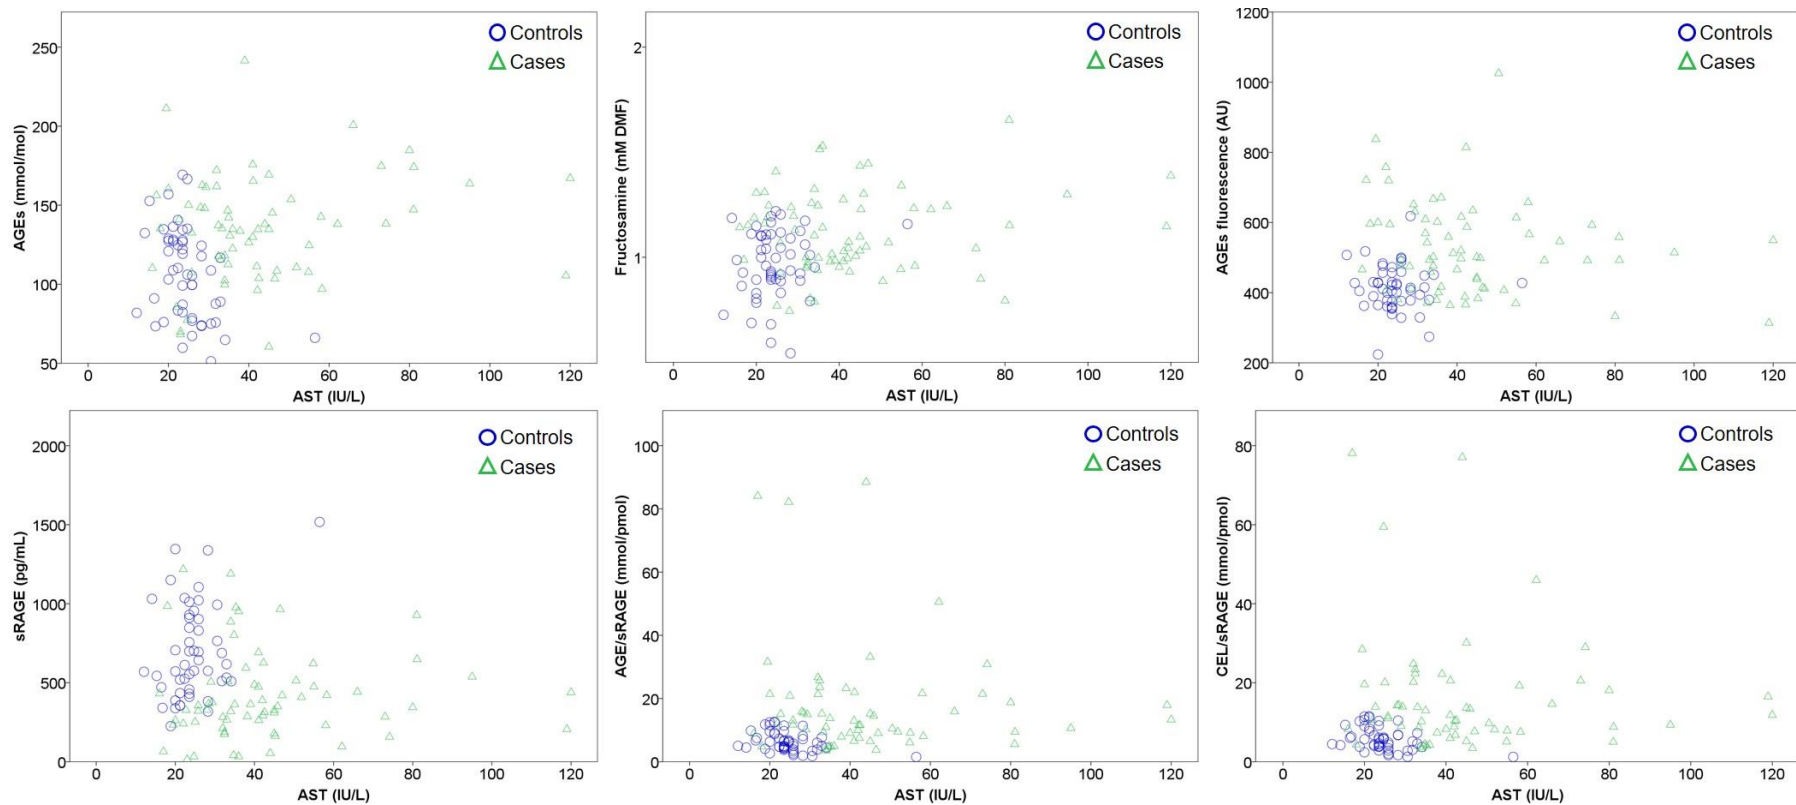 Controls
Cases
250
200
150
100
50
AGEs (mmol/mol)
0 20 40 60 80 100 120
AST (IU/L)
Controls
Cases
2
1
Fructosamine (mM DMF)
0 20 40 60 80 100 120
AST (IU/L)
Controls
Cases
1200
1000
800
600
400
200
AGEs fluorescence (AU)
0 20 40 60 80 100 120
AST (IU/L)
Controls
Cases
2000
1500
1000
500
0
sRAGE (pg/mL)
0 20 40 60 80 100 120
AST (IU/L)
Controls
Cases
100
80
60
40
20
0
AGE/sRAGE (mmol/pmol)
0 20 40 60 80 100 120
AST (IU/L)
Controls
Cases
80
60
40
20
0
CEL/sRAGE (mmol/pmol)
0 20 40 60 80 100 120
AST (IU/L)